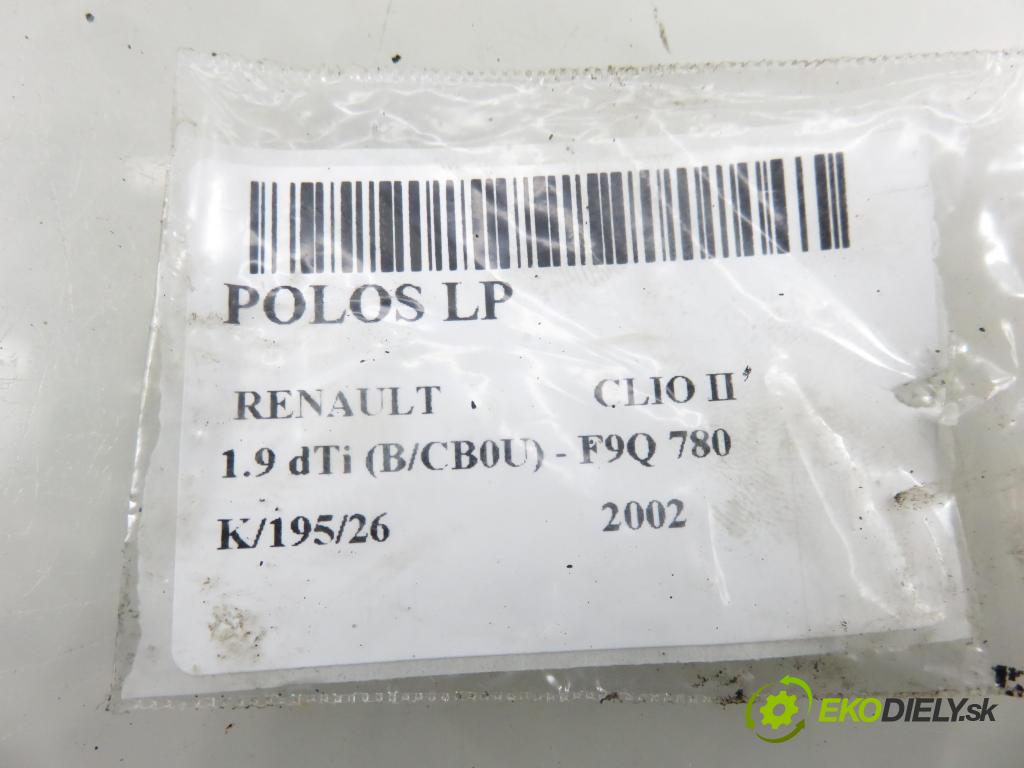 POLOS LP
RENAULT CLIO II
1.9 dTi (B/CB0U) - F9Q 780
K/195/26 2002
EKODIELY.sk